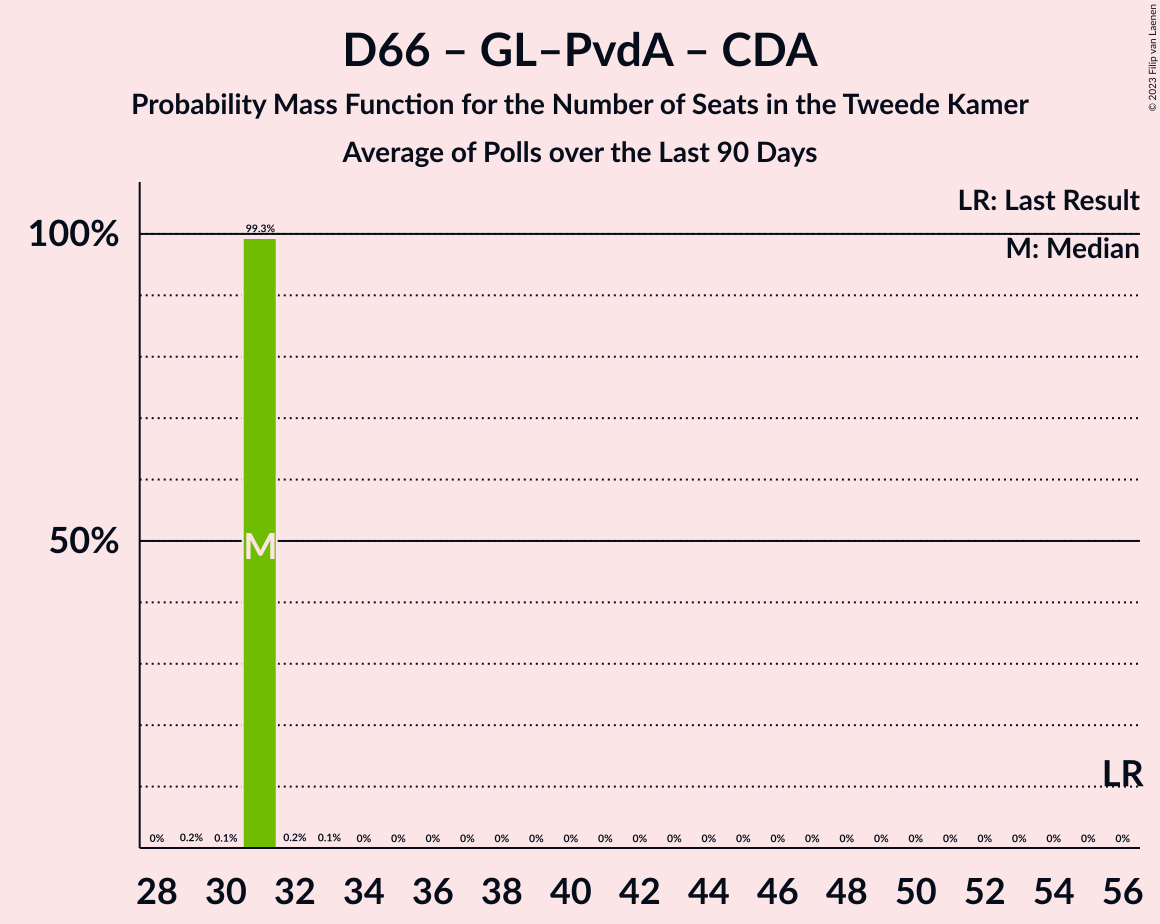 D66 – GL–PvdA – CDA
Probability Mass Function for the Number of Seats in the Tweede Kamer
Average of Polls over the Last 90 Days
© 2023 Filip van Laenen
LR: Last Result
M: Median
100%
50%
99.3%
M
LR
0% 0.2% 0.1% 0.2% 0.1% 0% 0% 0% 0% 0% 0% 0% 0% 0% 0% 0% 0% 0% 0% 0% 0% 0% 0% 0% 0% 0% 0% 0%
28 30 32 34 36 38 40 42 44 46 48 50 52 54 56